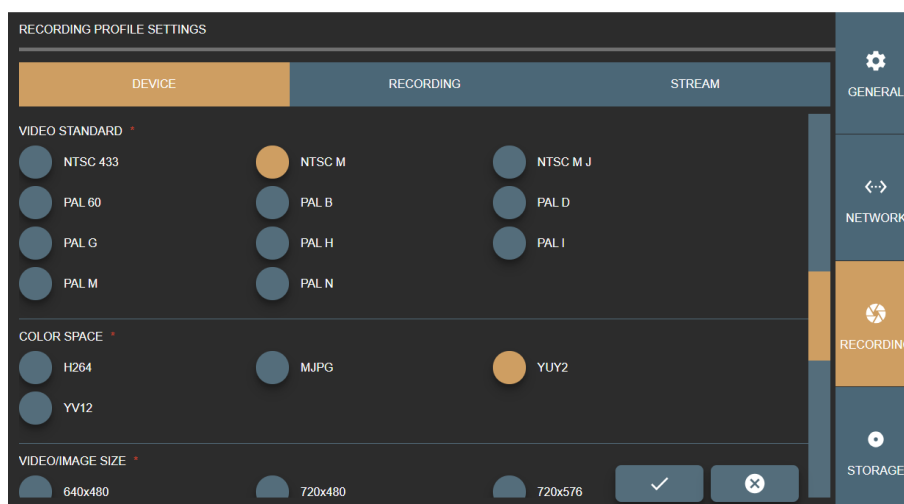 RECORDING PROFILE SETTINGS
DEVICE RECORDING STREAM
VIDEO STANDARD *
NTSC 433 NTSC M NTSC M J
PAL 60 PAL B PAL D
PAL G PAL H PAL I
PAL M PAL N
COLOR SPACE *
H264 MJPG YUY2
YV12
VIDEO/IMAGE SIZE *
640x480 720x480 720x576
GENERAL
NETWORK
RECORDING
STORAGE